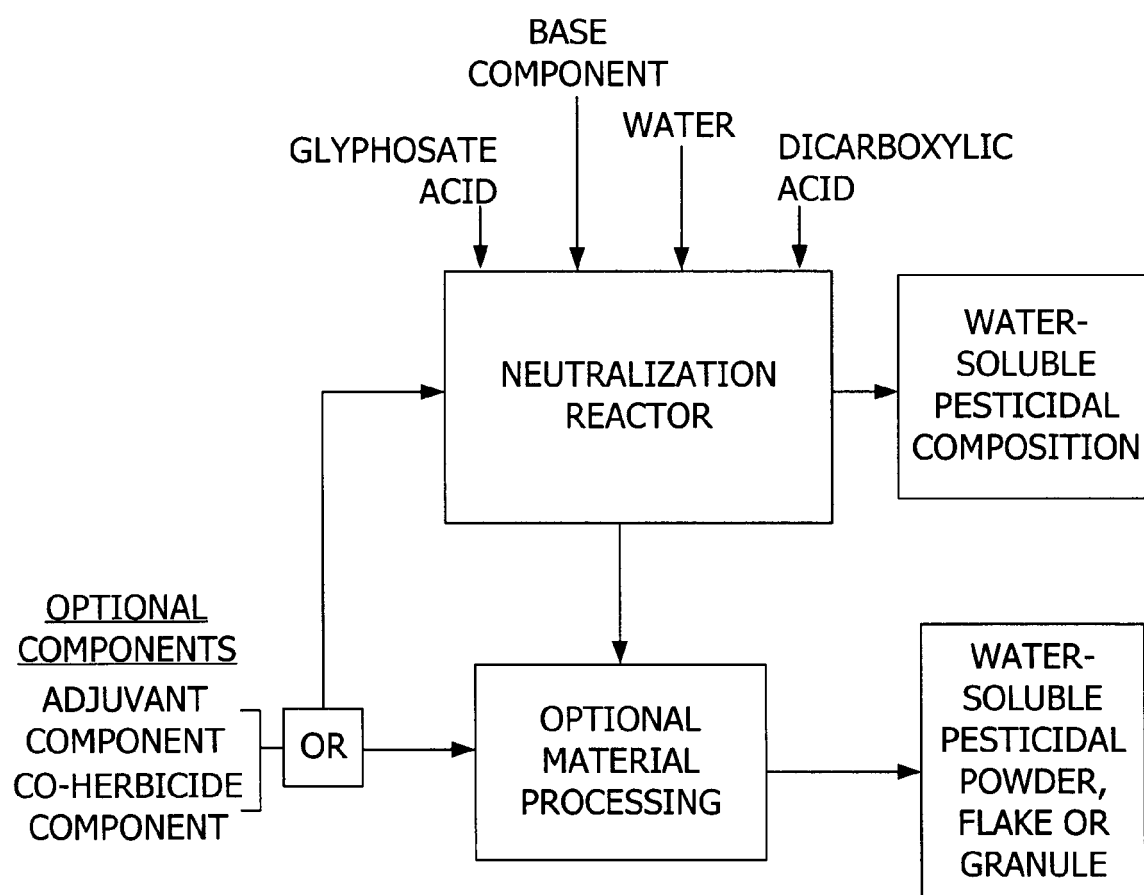 BASE
COMPONENT
WATER
GLYPHOSATE
ACID
DICARBOXYLIC
ACID
NEUTRALIZATION
REACTOR
WATER-
SOLUBLE
PESTICIDAL
COMPOSITION
OPTIONAL
COMPONENTS
ADJUVANT
COMPONENT
CO-HERBICIDE
COMPONENT
OR
OPTIONAL
MATERIAL
PROCESSING
WATER-
SOLUBLE
PESTICIDAL
POWDER,
FLAKE OR
GRANULE